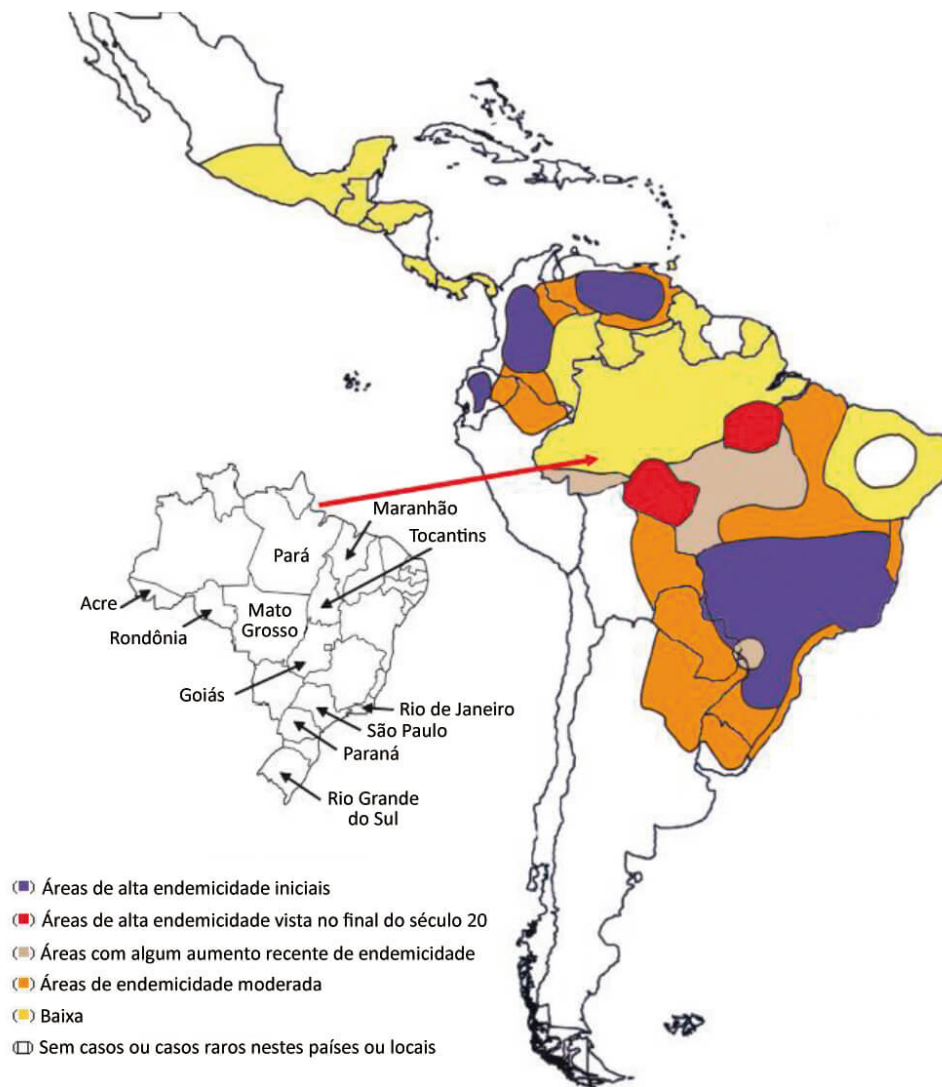 Maranhão
Pará
Tocantins
Acre
Mato
Grosso
Rondônia
Goiás
Rio de Janeiro
São Paulo
Paraná
Rio Grande
do Sul
Áreas de alta endemicidade iniciais
Áreas de alta endemicidade vista no final do século 20
Áreas com algum aumento recente de endemicidade
Áreas de endemicidade moderada
Baixa
Sem casos ou casos raros nestes países ou locais